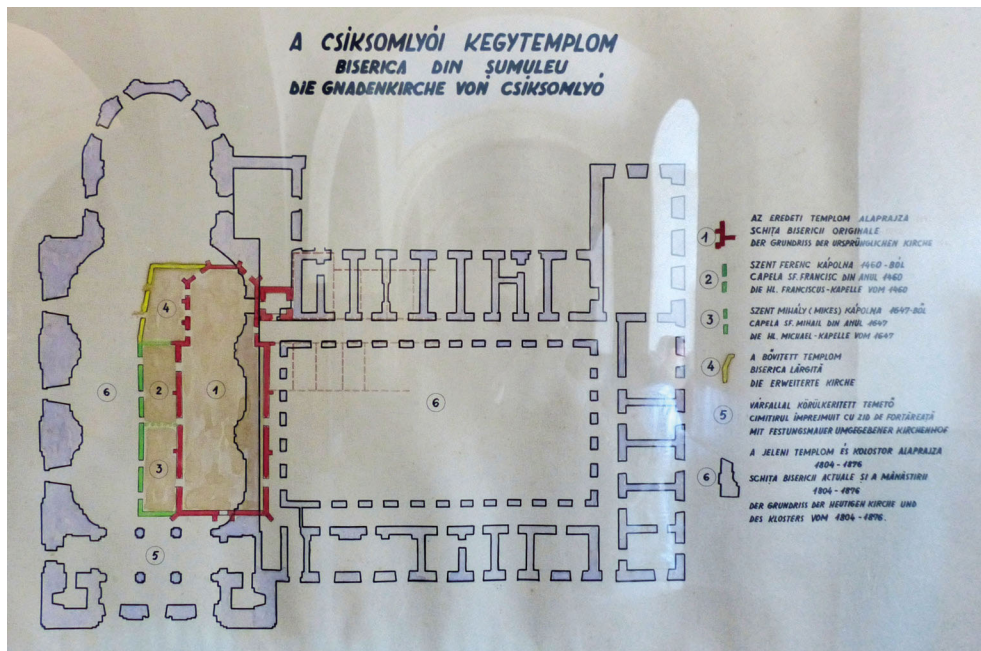 A CSÍKSOMLYÓI KEGYTEMPLOM
BISERICA DIN ȘUMULEU
DIE GNADENKIRCHE VON CSÍKSOMLYÓ
1
AZ EREDETI TEMPLOM ALAPRAJZA
SCHIȚA BISERICII ORIGINALE
DER GRUNDRISS DER URSPRÜNGLICHEN KIRCHE
2
SZENT FERENC KÁPOLNA 1460-BÓL
CAPELA SF. FRANCISC DIN ANUL 1460
DIE HL. FRANCISCUS-KAPELLE VOM 1460
3
SZENT MIHÁLY (MIKES) KÁPOLNA 1647-BŐL
CAPELA SF. MIHAIL DIN ANUL 1647
DIE HL. MICHAEL-KAPELLE VOM 1647
4
A BŐVITETT TEMPLOM
BISERICA LĂRGITĂ
DIE ERWEITERTE KIRCHE
5
VÁRFALLAL KÖRÜLKERITETT TEMETŐ
CIMITIRUL ÎMPREJMUIT CU ZID DE FORTĂREAȚĂ
MIT FESTUNGSMAUER UMGEGEBENER KIRCHENHOF
6
A JELENI TEMPLOM ÉS KOLOSTOR ALAPRAJZA
1804-1876
SCHIȚA BISERICII ACTUALE ȘI A MĂNĂSTIRII
1804-1876
DER GRUNDRISS DER HEUTIGEN KIRCHE UND
DES KLOSTERS VOM 1804-1876.
4
6
2
1
6
3
5